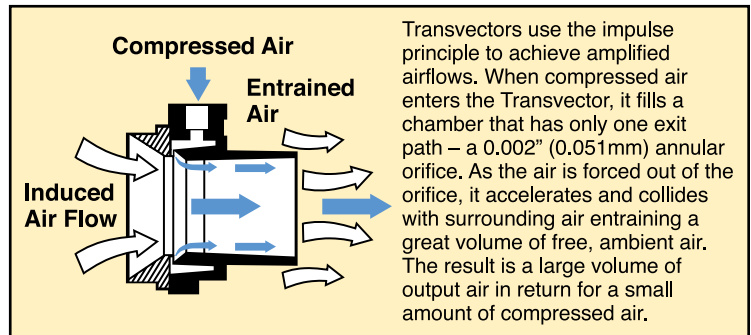 Compressed Air
Entrained
Air
Induced
Air Flow
Transvectors use the impulse
principle to achieve amplified
airflows. When compressed air
enters the Transvector, it fills a
chamber that has only one exit
path – a 0.002” (0.051mm) annular
orifice. As the air is forced out of the
orifice, it accelerates and collides
with surrounding air entraining a
great volume of free, ambient air.
The result is a large volume of
output air in return for a small
amount of compressed air.